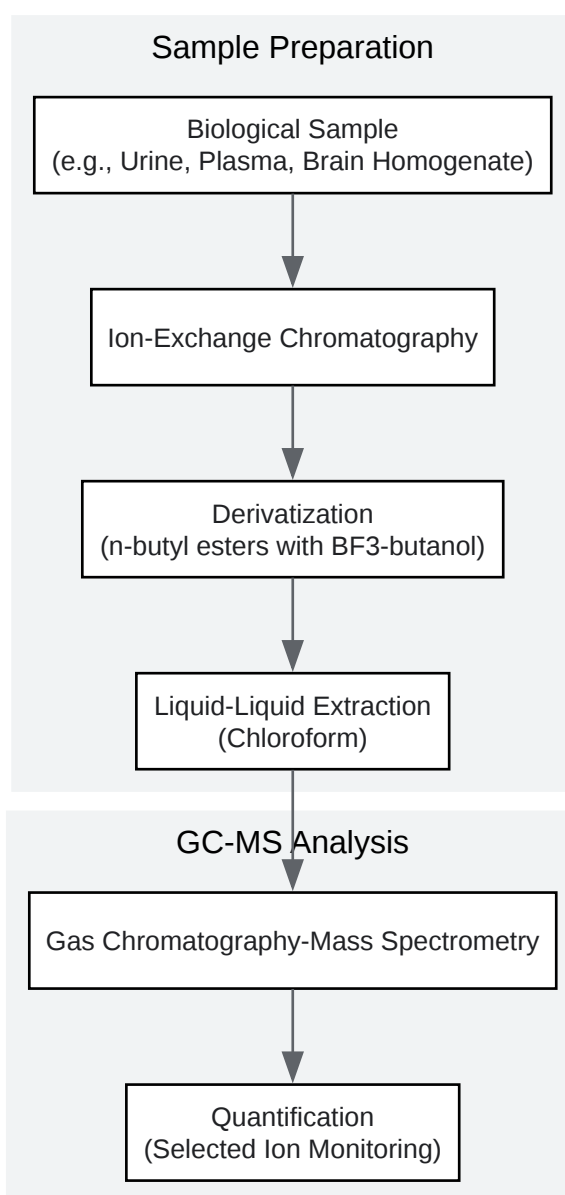 Sample Preparation
Biological Sample
(e.g., Urine, Plasma, Brain Homogenate)
Ion-Exchange Chromatography
Derivatization
(n-butyl esters with BF3-butanol)
Liquid-Liquid Extraction
(Chloroform)
GC-MS Analysis
Gas Chromatography-Mass Spectrometry
Quantification
(Selected Ion Monitoring)